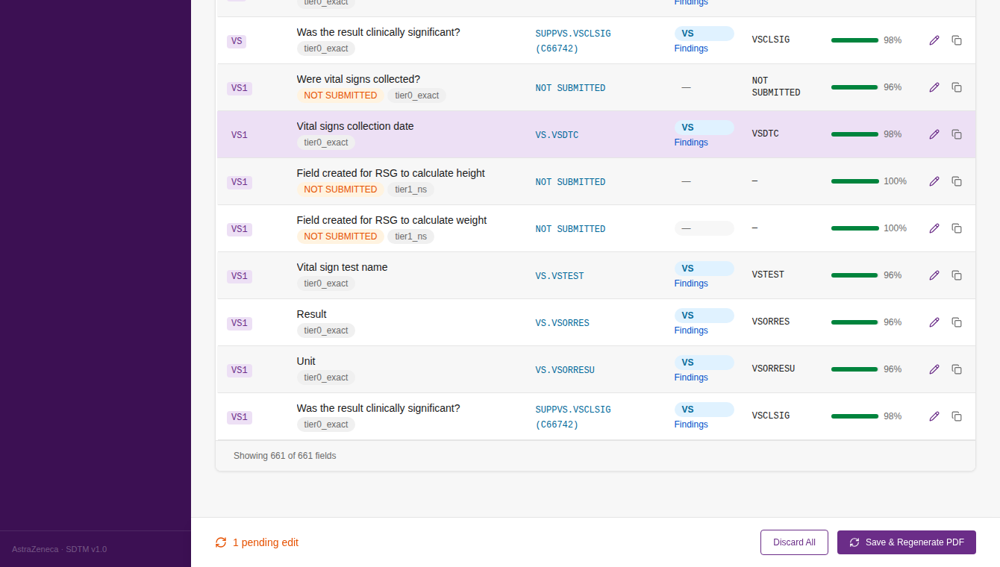 tier0_exact
Findings
VS
Was the result clinically significant?
tier0_exact
SUPPVS.VSCLSIG
(C66742)
VS
Findings
VSCLSIG
98%
VS1
Were vital signs collected?
NOT SUBMITTED
tier0_exact
NOT SUBMITTED
—
NOT
SUBMITTED
96%
VS1
Vital signs collection date
tier0_exact
VS.VSDTC
VS
Findings
VSDTC
98%
VS1
Field created for RSG to calculate height
NOT SUBMITTED
tier1_ns
NOT SUBMITTED
—
—
100%
VS1
Field created for RSG to calculate weight
NOT SUBMITTED
tier1_ns
NOT SUBMITTED
—
—
100%
VS1
Vital sign test name
tier0_exact
VS.VSTEST
VS
Findings
VSTEST
96%
VS1
Result
tier0_exact
VS.VSORRES
VS
Findings
VSORRES
96%
VS1
Unit
tier0_exact
VS.VSORRESU
VS
Findings
VSORRESU
96%
VS1
Was the result clinically significant?
tier0_exact
SUPPVS.VSCLSIG
(C66742)
VS
Findings
VSCLSIG
98%
Showing 661 of 661 fields
AstraZeneca · SDTM v1.0
1 pending edit
Discard All
Save & Regenerate PDF